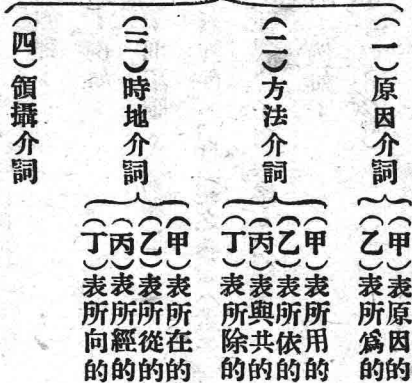 (一)原因介詞
(甲)表原因的
(乙)表所爲的
(二)方法介詞
(甲)表所用的
(乙)表所依的
(丙)表與共的
(丁)表所除的
(三)時地介詞
(甲)表所在的
(乙)表所從的
(丙)表所經的
(丁)表所向的
(四)領攝介詞